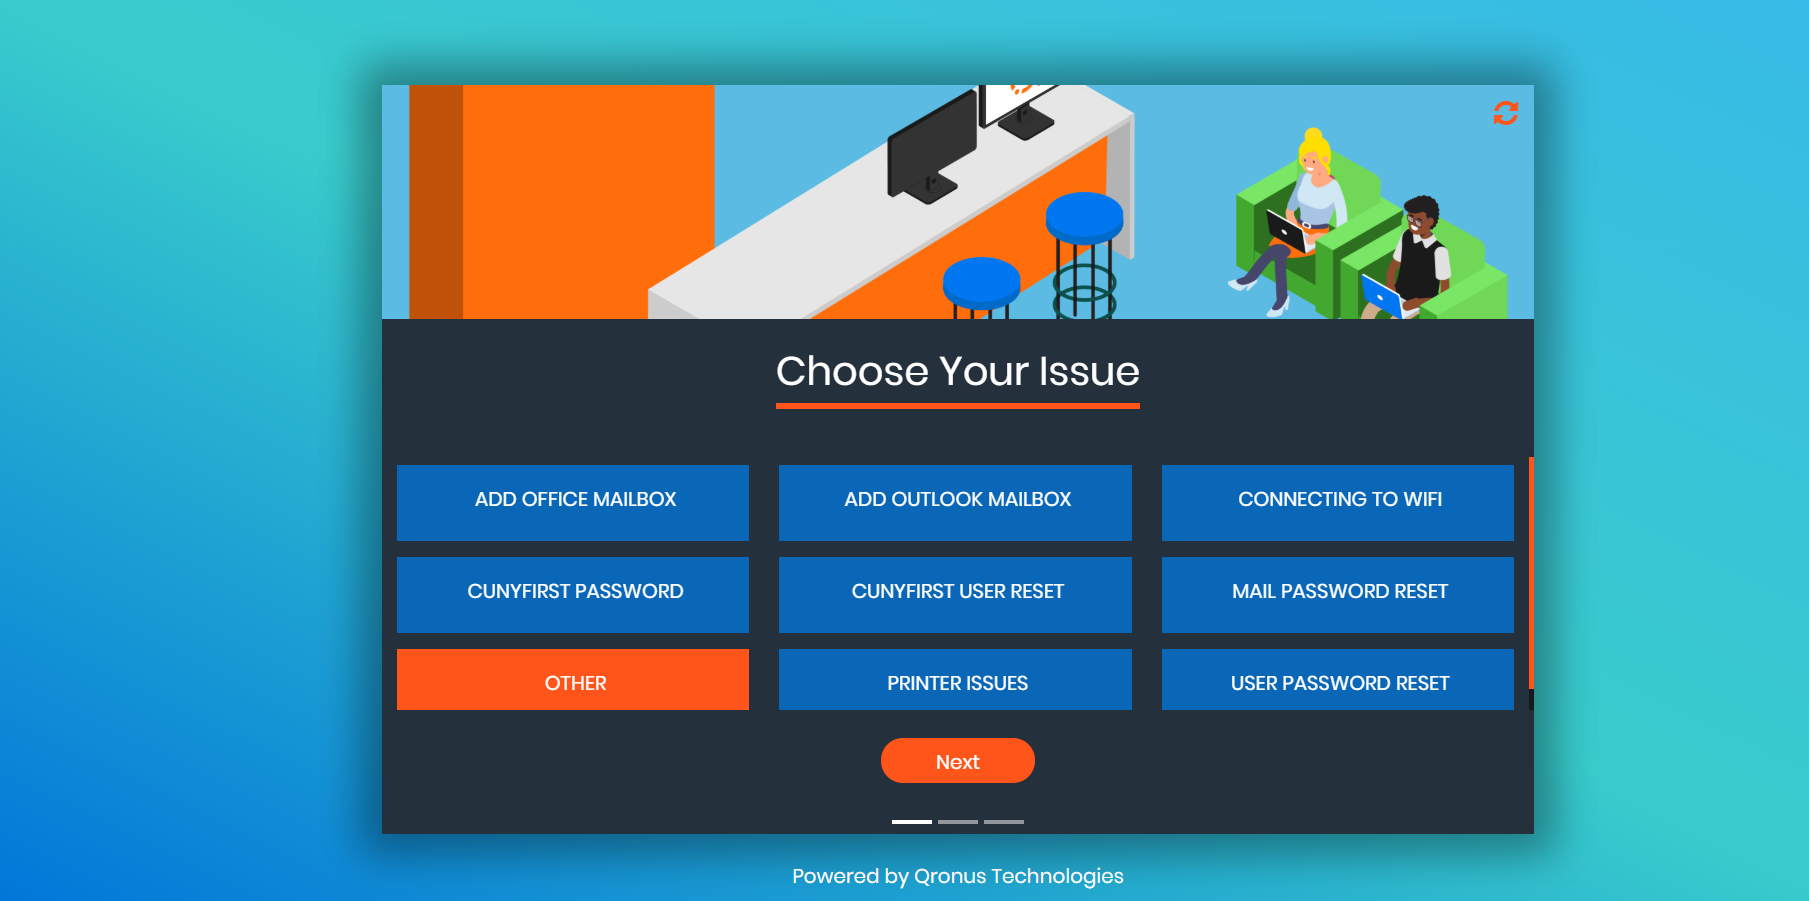 Choose Your Issue
ADD OFFICE MAILBOX
ADD OUTLOOK MAILBOX
CONNECTING TO WIFI
CUNYFIRST PASSWORD
CUNYFIRST USER RESET
MAIL PASSWORD RESET
OTHER
PRINTER ISSUES
USER PASSWORD RESET
Next
Powered by Qronus Technologies